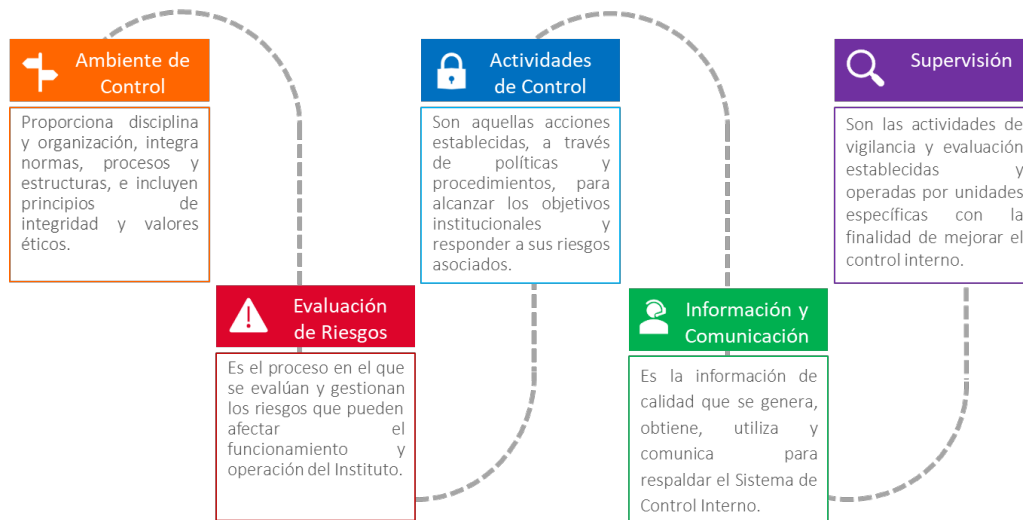 Ambiente de
Control
Proporciona disciplina
y organización, integra
normas, procesos y
estructuras, e incluyen
principios de
integridad y valores
éticos.
Evaluación
de Riesgos
Es el proceso en el que
se evalúan y gestionan
los riesgos que pueden
afectar el
funcionamiento y
operación del Instituto.
Actividades
de Control
Son aquellas acciones
establecidas, a través
de políticas y
procedimientos, para
alcanzar los objetivos
institucionales y
responder a sus riesgos
asociados.
Información y
Comunicación
Es la información de
calidad que se genera,
obtiene, utiliza y
comunica para
respaldar el Sistema de
Control Interno.
Supervisión
Son las actividades de
vigilancia y evaluación
establecidas y
operadas por unidades
específicas con la
finalidad de mejorar el
control interno.